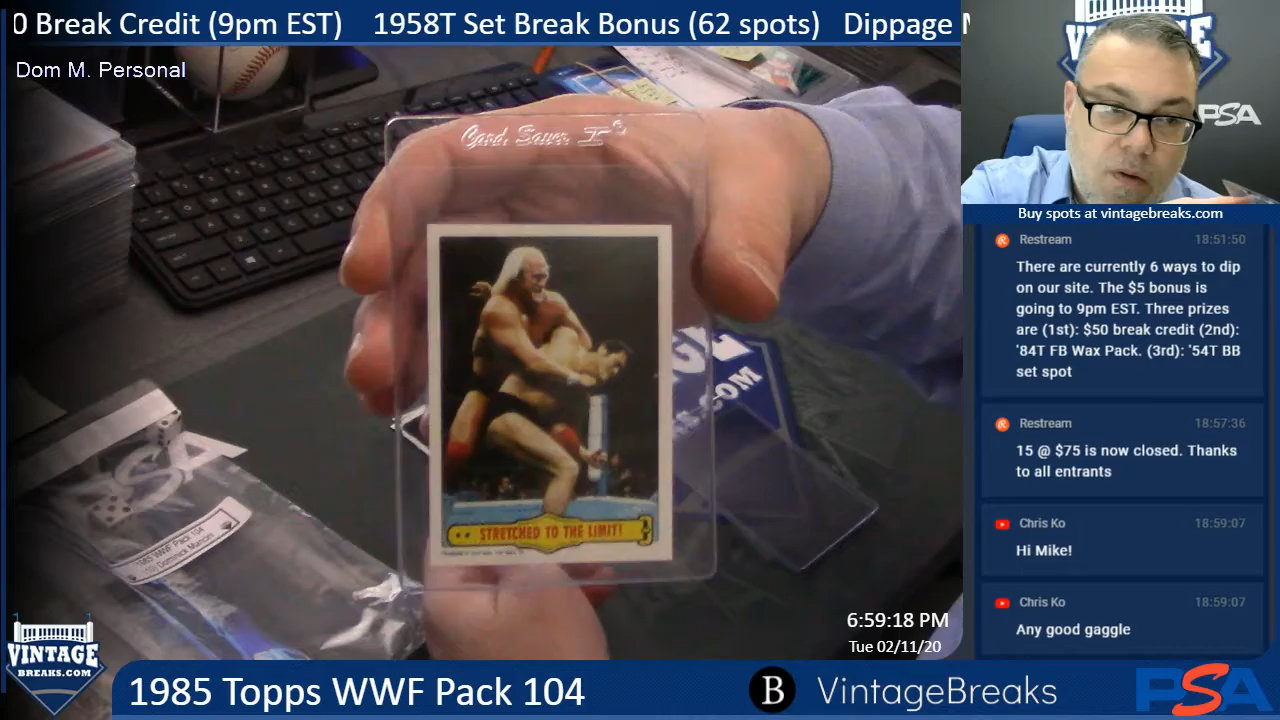 0 Break Credit (9pm EST) 1958T Set Break Bonus (62 spots) Dippage
Dom M. Personal
Card Saver I
STRETCHED TO THE LIMIT!
1985 WWF Pack 104
PSA
Buy spots at vintagebreaks.com
Restream 18:51:50
There are currently 6 ways to dip
on our site. The $5 bonus is
going to 9pm EST. Three prizes
are (1st): $50 break credit (2nd):
'84T FB Wax Pack. (3rd): '54T BB
set spot
Restream 18:57:36
15 @ $75 is now closed. Thanks
to all entrants
Chris Ko 18:59:07
Hi Mike!
Chris Ko 18:59:07
Any good gaggle
6:59:18 PM
Tue 02/11/20
VINTAGE
BREAKS.COM
1985 Topps WWF Pack 104
B VintageBreaks
PSA